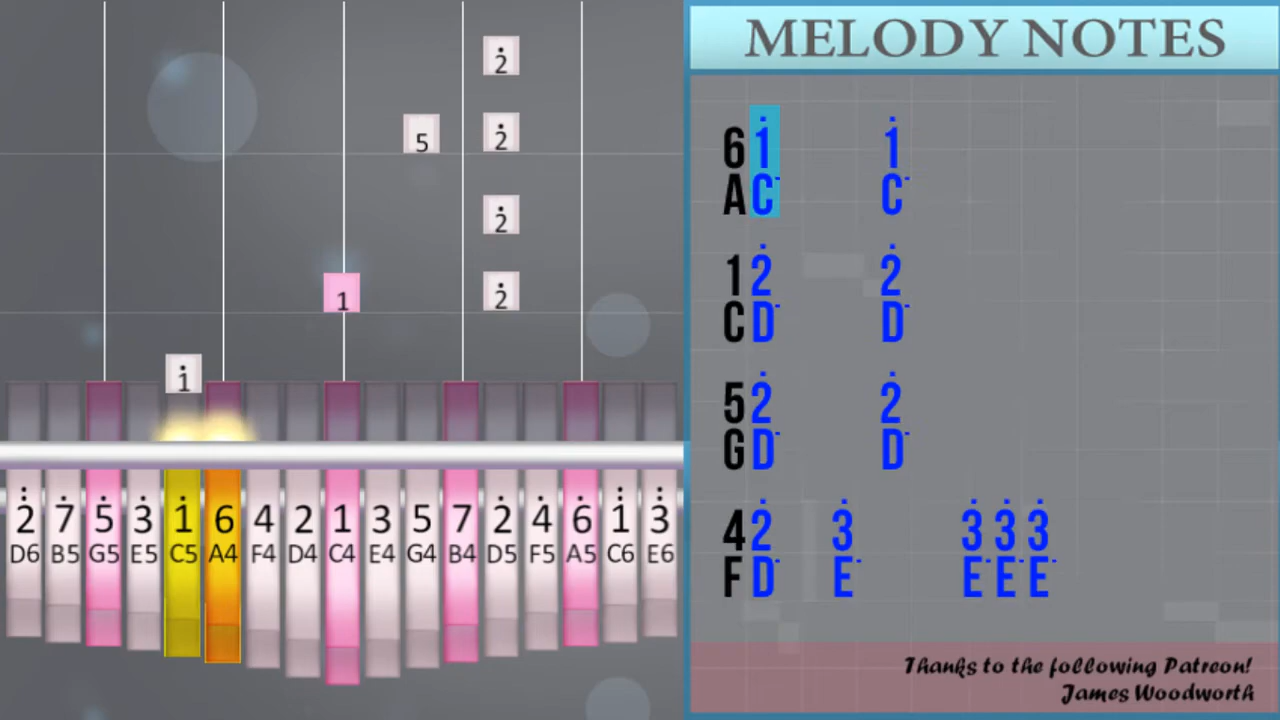 MELODY NOTES
2̇
5 2̇
2̇
1 2̇
1̇
6 1̇ 1̇
A C˙ C˙
1 2̇ 2̇
C D˙ D˙
5 2̇ 2̇
G D˙ D˙
4 2̇ 3̇ 3̇ 3̇ 3̇
F D˙ E˙ E˙ E˙ E˙
2̈ 7̇ 5̇ 3̇ 1̇ 6 4 2 1 3 5 7 2̇ 4̇ 6̇ 1̈ 3̈
D6 B5 G5 E5 C5 A4 F4 D4 C4 E4 G4 B4 D5 F5 A5 C6 E6
Thanks to the following Patreon!
James Woodworth